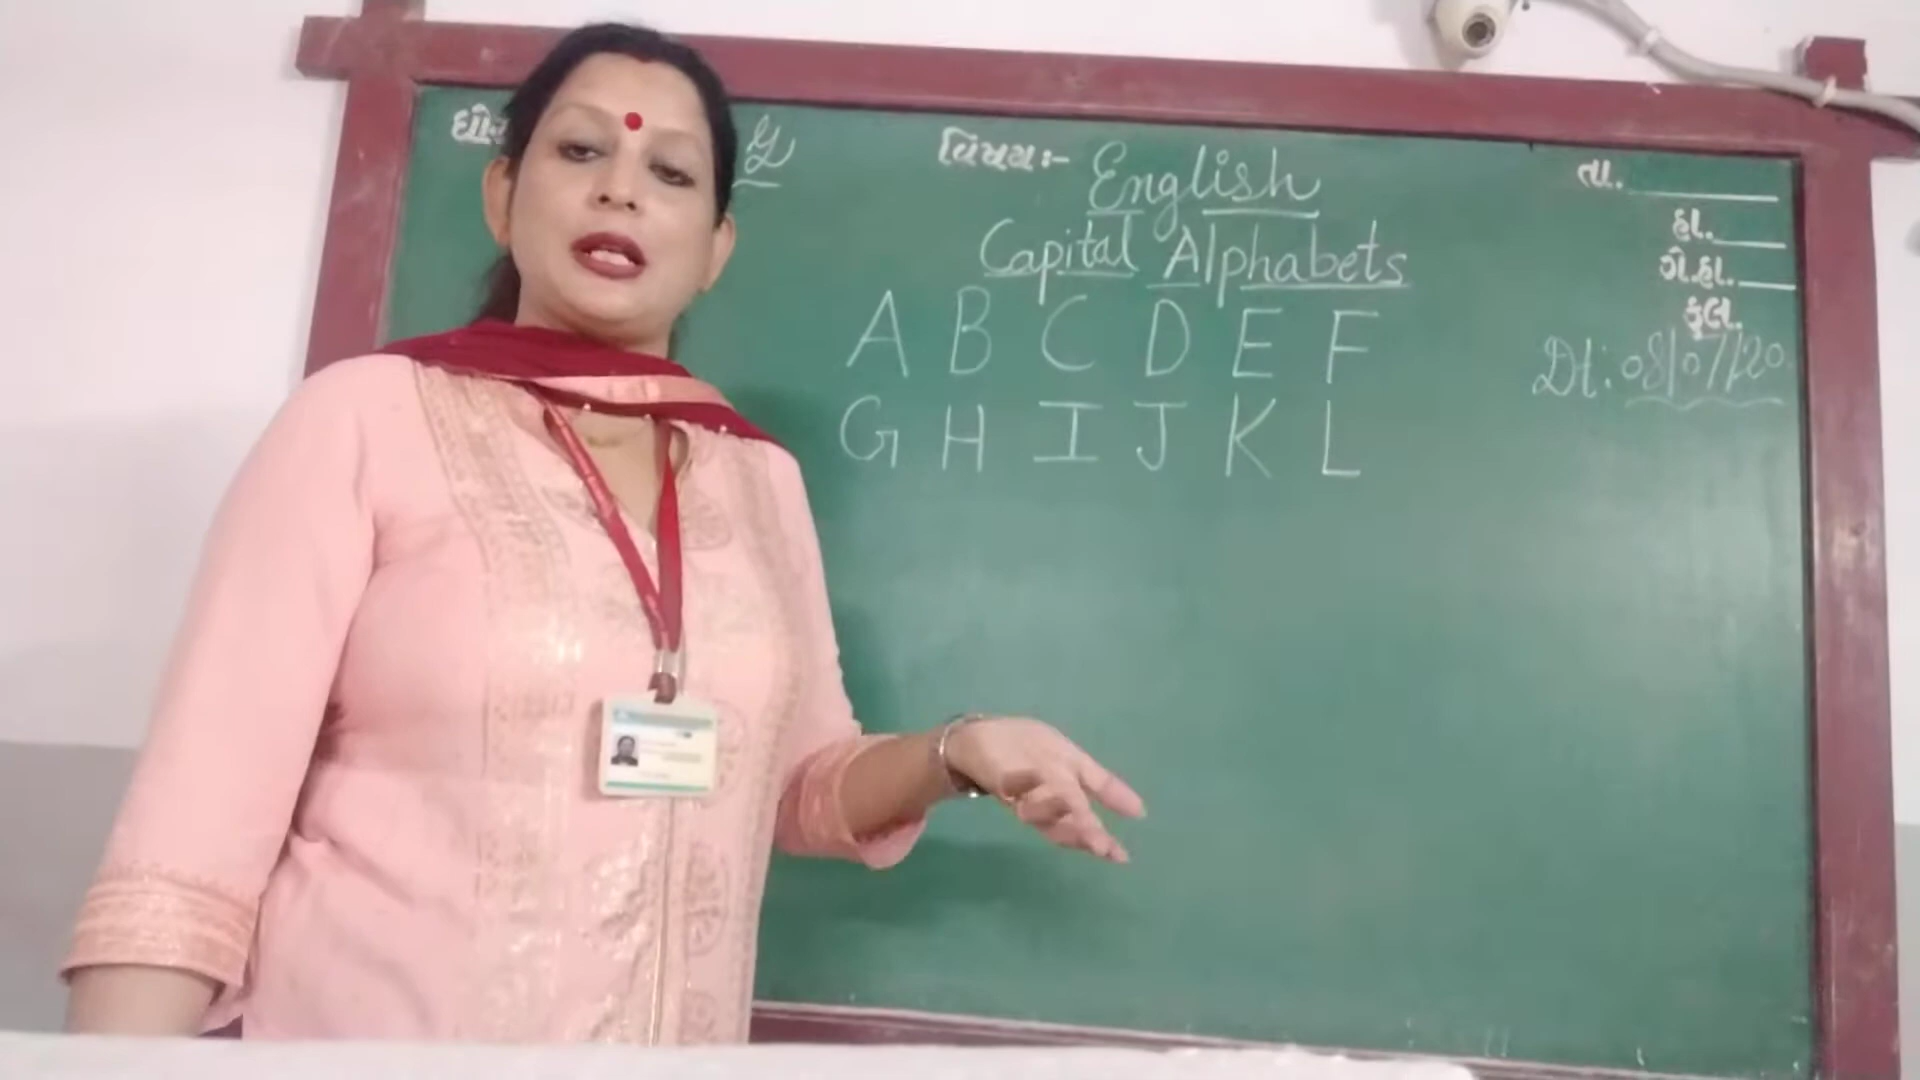 વિષય:- English
Capital Alphabets
A B C D E F
G H I J K L
તા.
હા.
ગે.હા.
કુલ.
Dt: 08/07/20